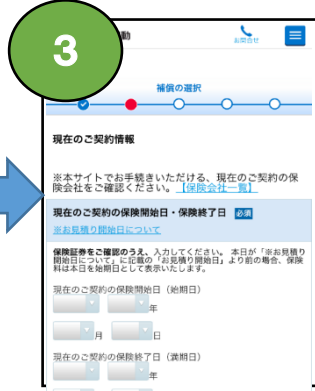 3
動
お問合せ
補償の選択
現在のご契約情報
※本サイトでお手続きいただける、現在のご契約の保
険会社をご確認ください。【保険会社一覧】
現在のご契約の保険開始日・保険終了日 必須
※お見積り開始日について
保険証券をご確認のうえ、入力してください。 本日が「※お見積り
開始日について」に記載の「お見積り開始日」より前の場合、保険
料は本日を始期日として表示いたします。
現在のご契約の保険開始日（始期日）
年
月 日
現在のご契約の保険終了日（満期日）
年